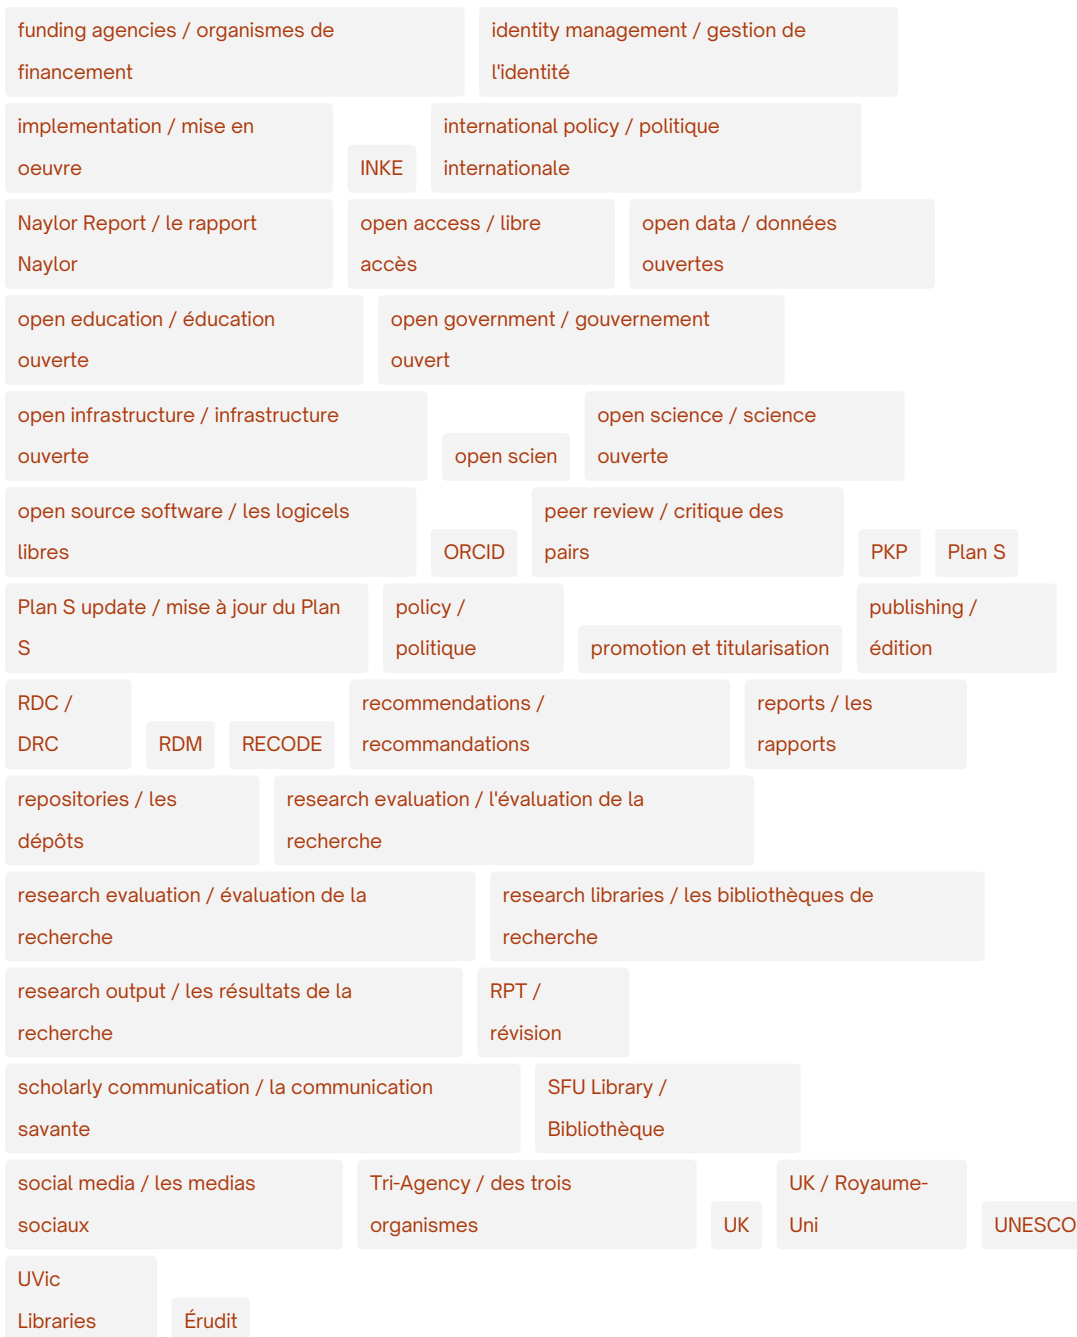 funding agencies / organismes de
financement
identity management / gestion de
l'identité
implementation / mise en
oeuvre
INKE
international policy / politique
internationale
Naylor Report / le rapport
Naylor
open access / libre
accès
open data / données
ouvertes
open education / éducation
ouverte
open government / gouvernement
ouvert
open infrastructure / infrastructure
ouverte
open scien
open science / science
ouverte
open source software / les logicels
libres
ORCID
peer review / critique des
pairs
PKP
Plan S
Plan S update / mise à jour du Plan
S
policy /
politique
promotion et titularisation
publishing /
édition
RDC /
DRC
RDM
RECODE
recommendations /
recommandations
reports / les
rapports
repositories / les
dépôts
research evaluation / l'évaluation de la
recherche
research evaluation / évaluation de la
recherche
research libraries / les bibliothèques de
recherche
research output / les résultats de la
recherche
RPT /
révision
scholarly communication / la communication
savante
SFU Library /
Bibliothèque
social media / les medias
sociaux
Tri-Agency / des trois
organismes
UK
UK / Royaume-
Uni
UNESCO
UVic
Libraries
Érudit